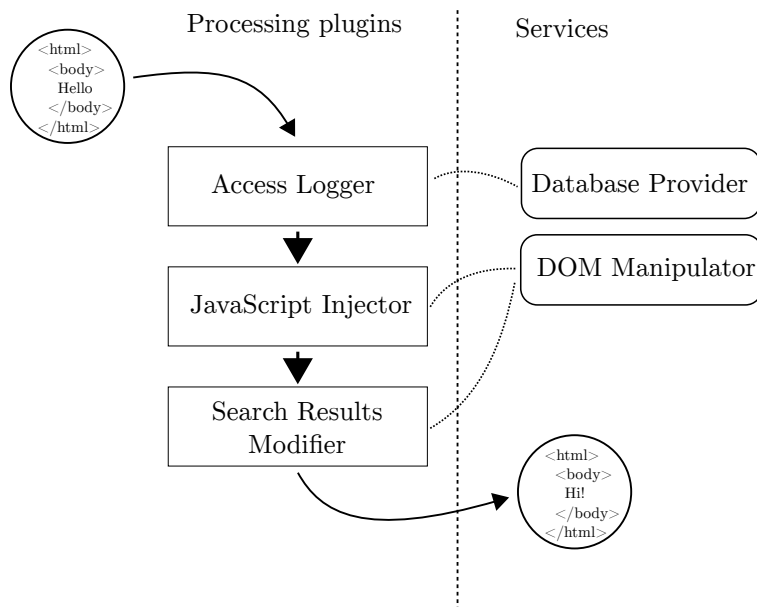 Processing plugins
Services
<html>
<body>
Hello
</body>
</html>
Access Logger
Database Provider
DOM Manipulator
JavaScript Injector
Search Results
Modifier
<html>
<body>
Hi!
</body>
</html>